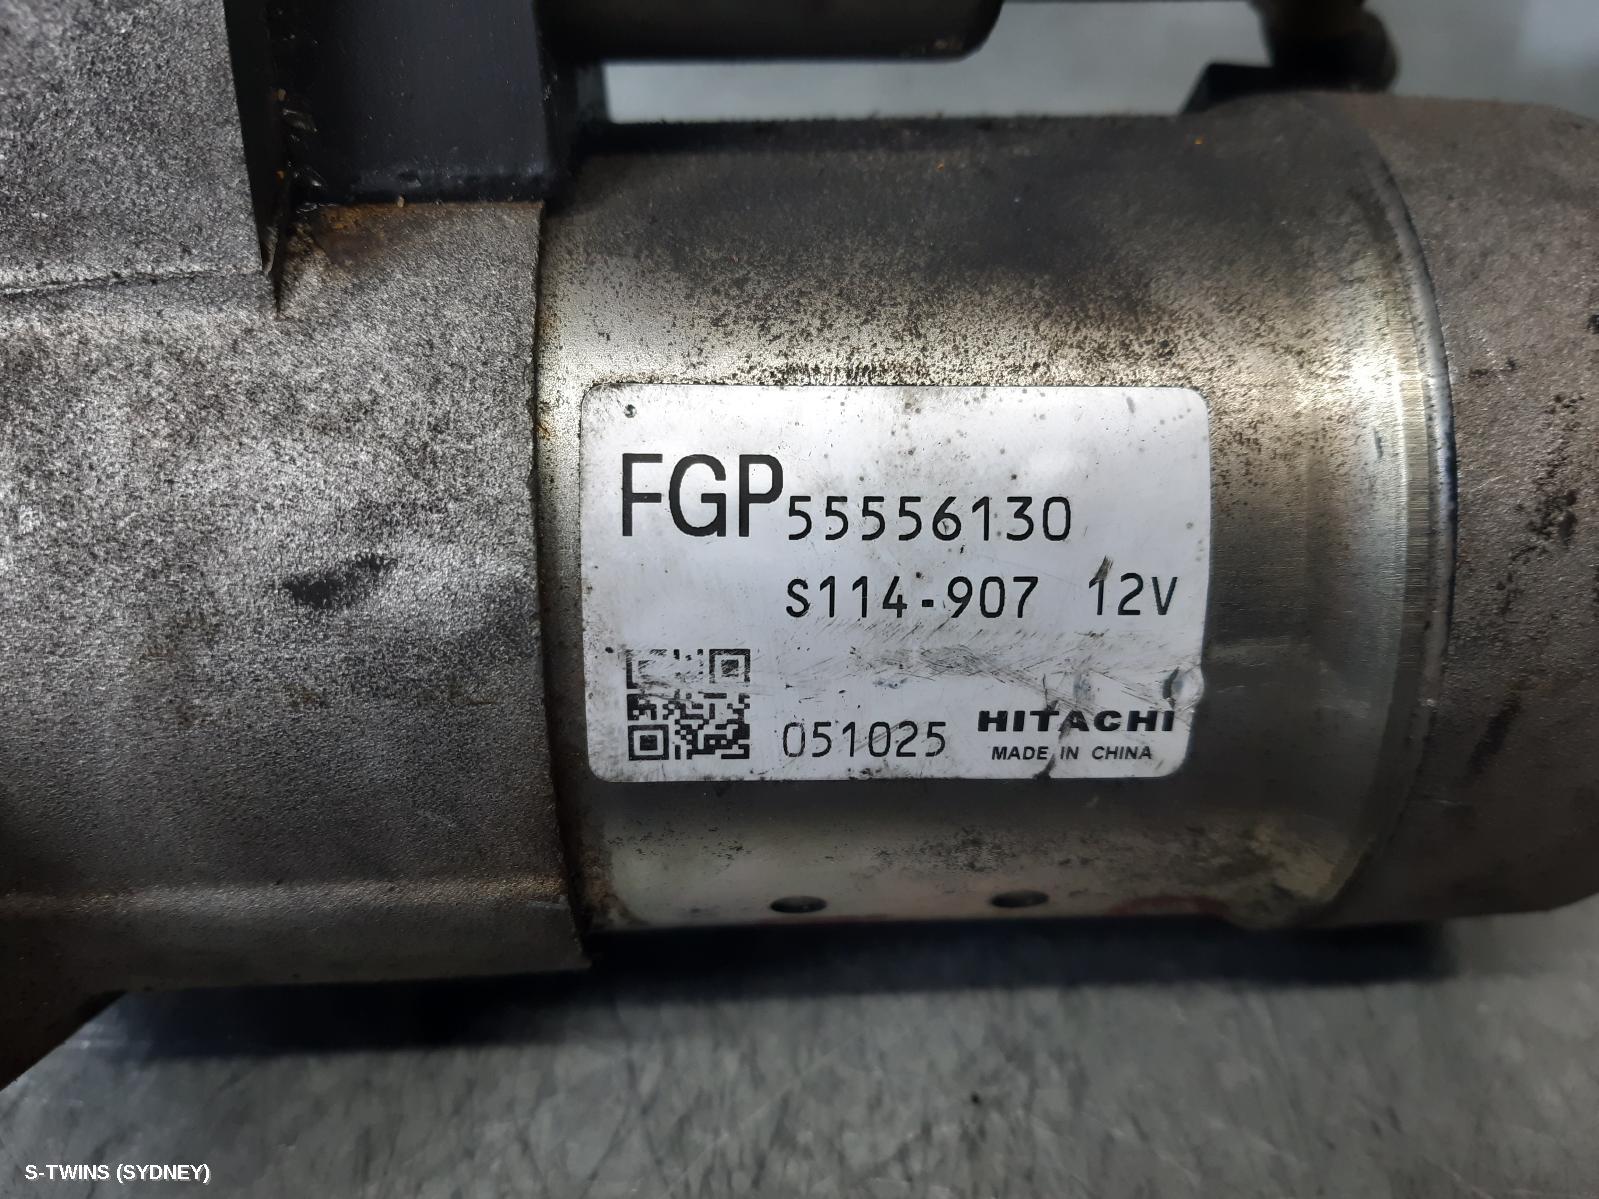 FGP55556130
S114-907 12V
051025 HITACHI
MADE IN CHINA
S-TWINS (SYDNEY)